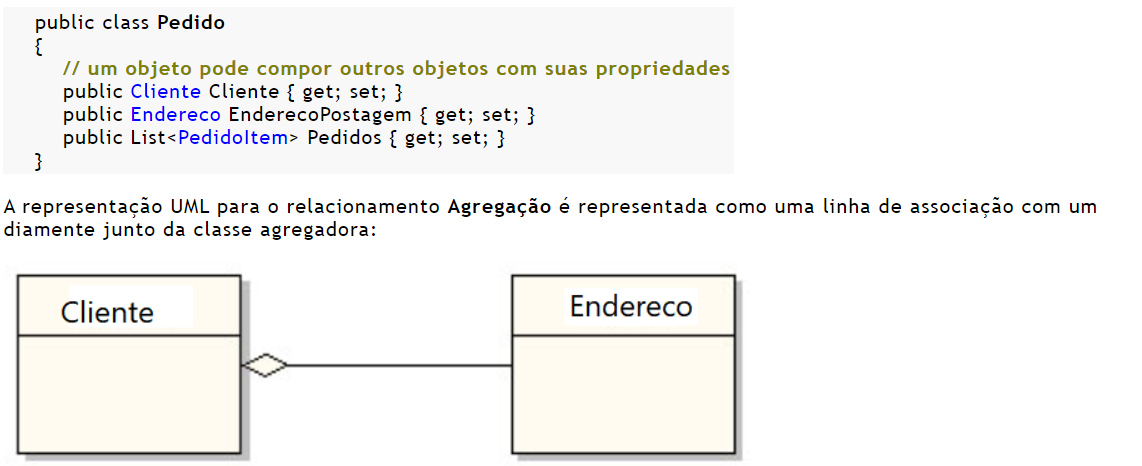 public class Pedido
{
// um objeto pode compor outros objetos com suas propriedades
public Cliente Cliente { get; set; }
public Endereco EnderecoPostagem { get; set; }
public List<PedidoItem> Pedidos { get; set; }
}
A representação UML para o relacionamento Agregação é representada como uma linha de associação com um
diamente junto da classe agregadora:
Cliente
Endereco